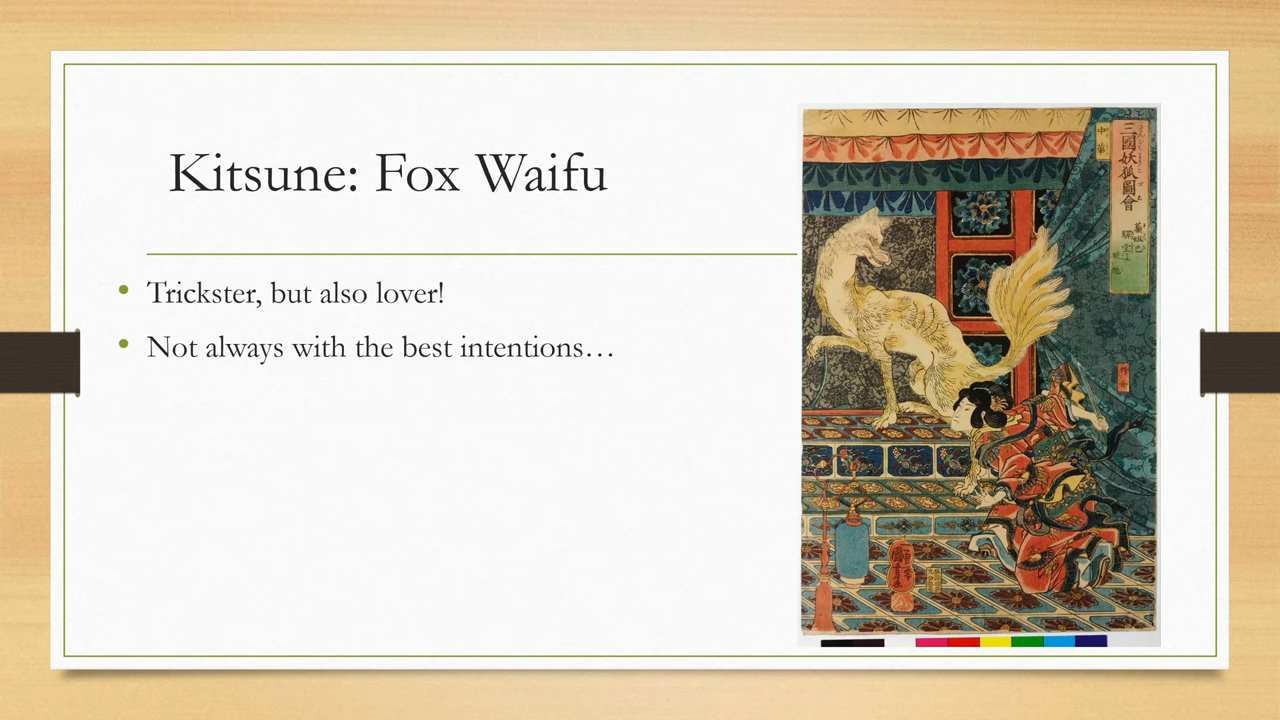 Kitsune: Fox Waifu
Trickster, but also lover!
Not always with the best intentions…
三國妖狐圖會
中華